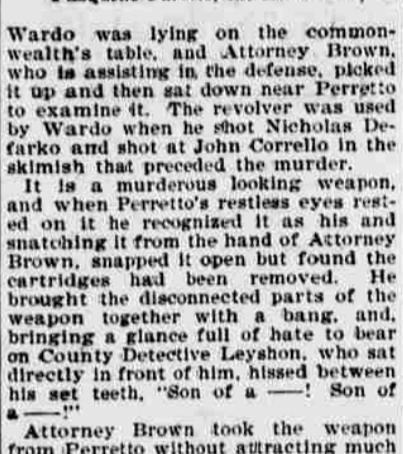 Wardo was lying on the common-
wealth's table, and Attorney Brown,
who is assisting in the defense, picked
it up and then sat down near Perretto
to examine it. The revolver was used
by Wardo when he shot Nicholas De-
farko and shot at John Corrello in the
skimish that preceded the murder.
It is a murderous looking weapon,
and when Perretto's restless eyes rest-
ed on it he recognized it as his and
snatching it from the hand of Attorney
Brown, snapped it open but found the
cartridges had been removed. He
brought the disconnected parts of the
weapon together with a bang, and,
bringing a glance full of hate to bear
on County Detective Leyshon, who sat
directly in front of him, hissed between
his set teeth, "Son of a ——! Son of
a ——!"
Attorney Brown took the weapon
from Perretto without attracting much